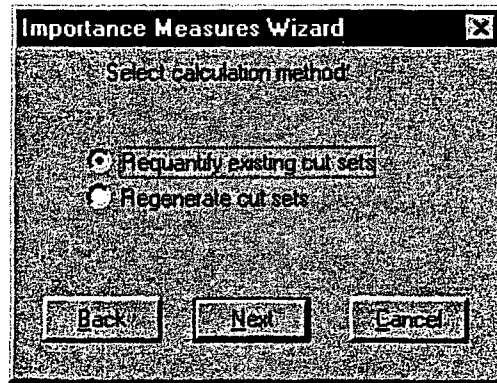 Importance Measures Wizard
Select calculation method:
Requantify existing cut sets
Regenerate cut sets
Back Next Cancel